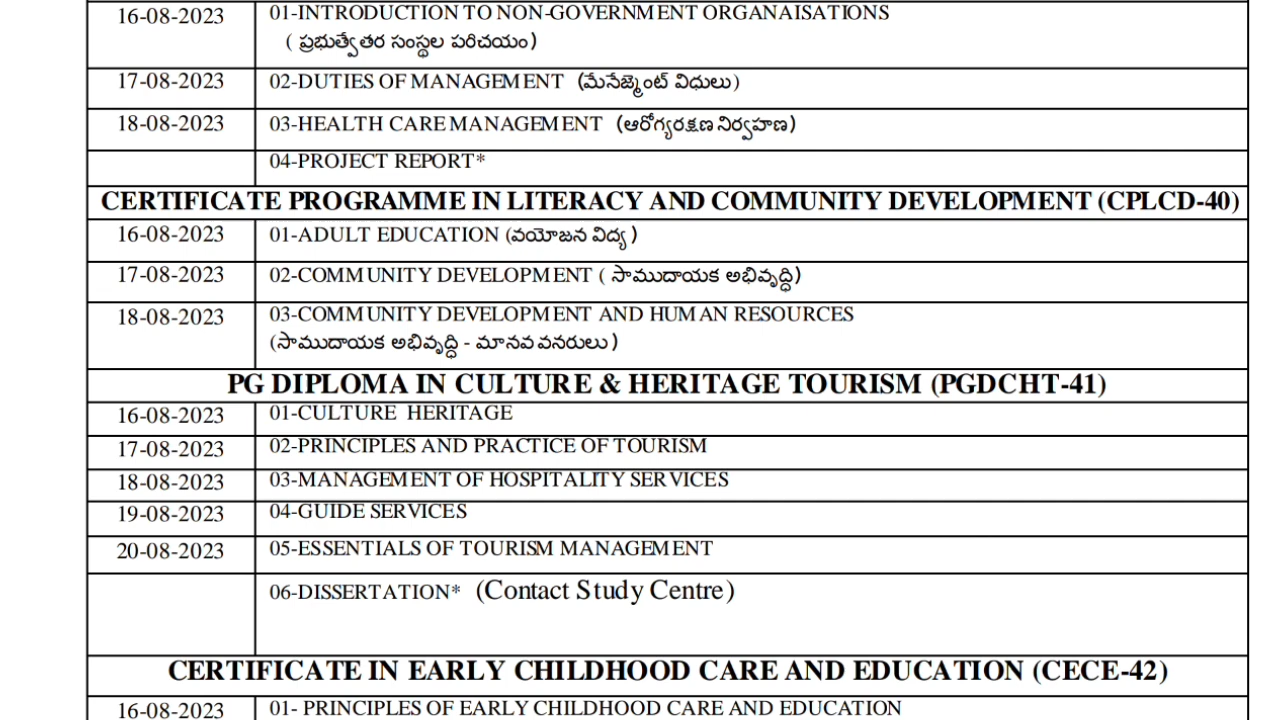 16-08-2023 01-INTRODUCTION TO NON-GOVERNMENT ORGANAISATIONS
( ప్రభుత్వేతర సంస్థల పరిచయం)
17-08-2023 02-DUTIES OF MANAGEMENT (మేనేజ్మెంట్ విధులు)
18-08-2023 03-HEALTH CARE MANAGEMENT (ఆరోగ్యరక్షణ నిర్వహణ)
04-PROJECT REPORT*
CERTIFICATE PROGRAMME IN LITERACY AND COMMUNITY DEVELOPMENT (CPLCD-40)
16-08-2023 01-ADULT EDUCATION (వయోజన విద్య)
17-08-2023 02-COMMUNITY DEVELOPMENT ( సాముదాయక అభివృద్ధి)
18-08-2023 03-COMMUNITY DEVELOPMENT AND HUMAN RESOURCES
(సాముదాయక అభివృద్ధి - మానవ వనరులు)
PG DIPLOMA IN CULTURE & HERITAGE TOURISM (PGDCHT-41)
16-08-2023 01-CULTURE HERITAGE
17-08-2023 02-PRINCIPLES AND PRACTICE OF TOURISM
18-08-2023 03-MANAGEMENT OF HOSPITALITY SERVICES
19-08-2023 04-GUIDE SERVICES
20-08-2023 05-ESSENTIALS OF TOURISM MANAGEMENT
06-DISSERTATION* (Contact Study Centre)
CERTIFICATE IN EARLY CHILDHOOD CARE AND EDUCATION (CECE-42)
16-08-2023 01- PRINCIPLES OF EARLY CHILDHOOD CARE AND EDUCATION